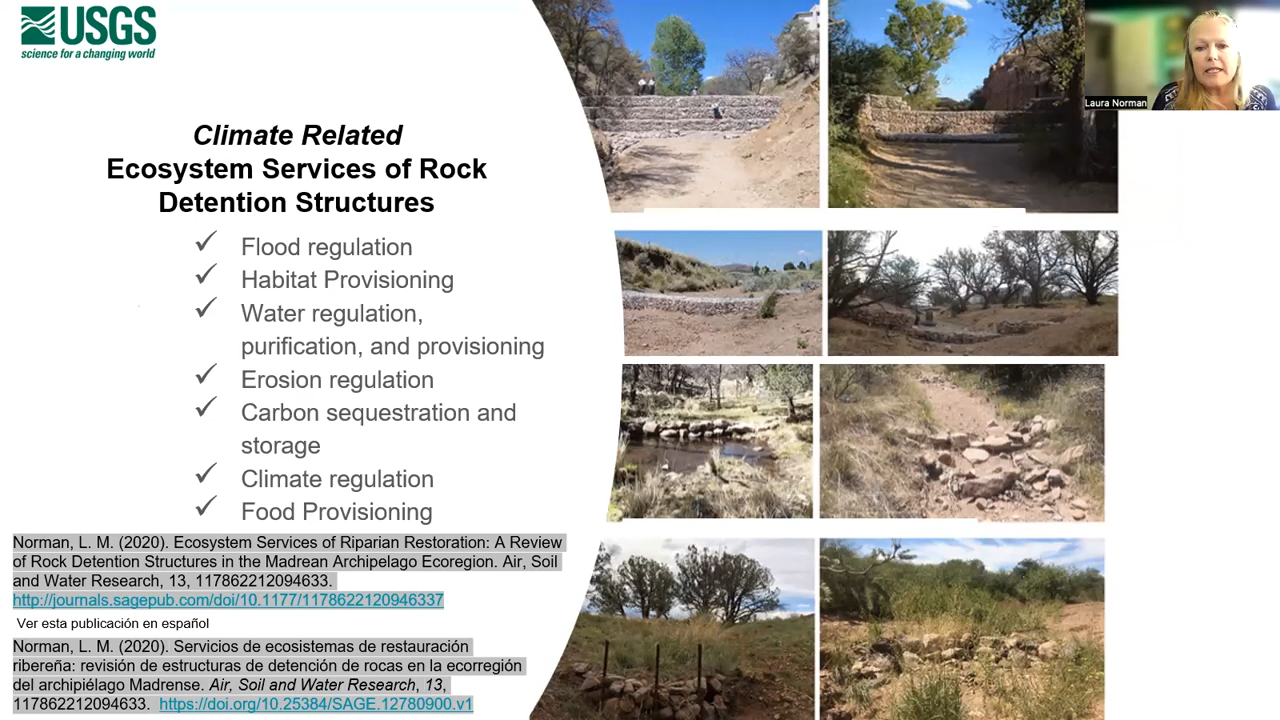 USGS
science for a changing world
Laura Norman
Climate Related
Ecosystem Services of Rock
Detention Structures
✓ Flood regulation
✓ Habitat Provisioning
✓ Water regulation,
purification, and provisioning
✓ Erosion regulation
✓ Carbon sequestration and
storage
✓ Climate regulation
✓ Food Provisioning
Norman, L. M. (2020). Ecosystem Services of Riparian Restoration: A Review
of Rock Detention Structures in the Madrean Archipelago Ecoregion. Air, Soil
and Water Research, 13, 117862212094633.
http://journals.sagepub.com/doi/10.1177/1178622120946337
Ver esta publicación en español
Norman, L. M. (2020). Servicios de ecosistemas de restauración
ribereña: revisión de estructuras de detención de rocas en la ecorregión
del archipiélago Madrense. Air, Soil and Water Research, 13,
117862212094633. https://doi.org/10.25384/SAGE.12780900.v1